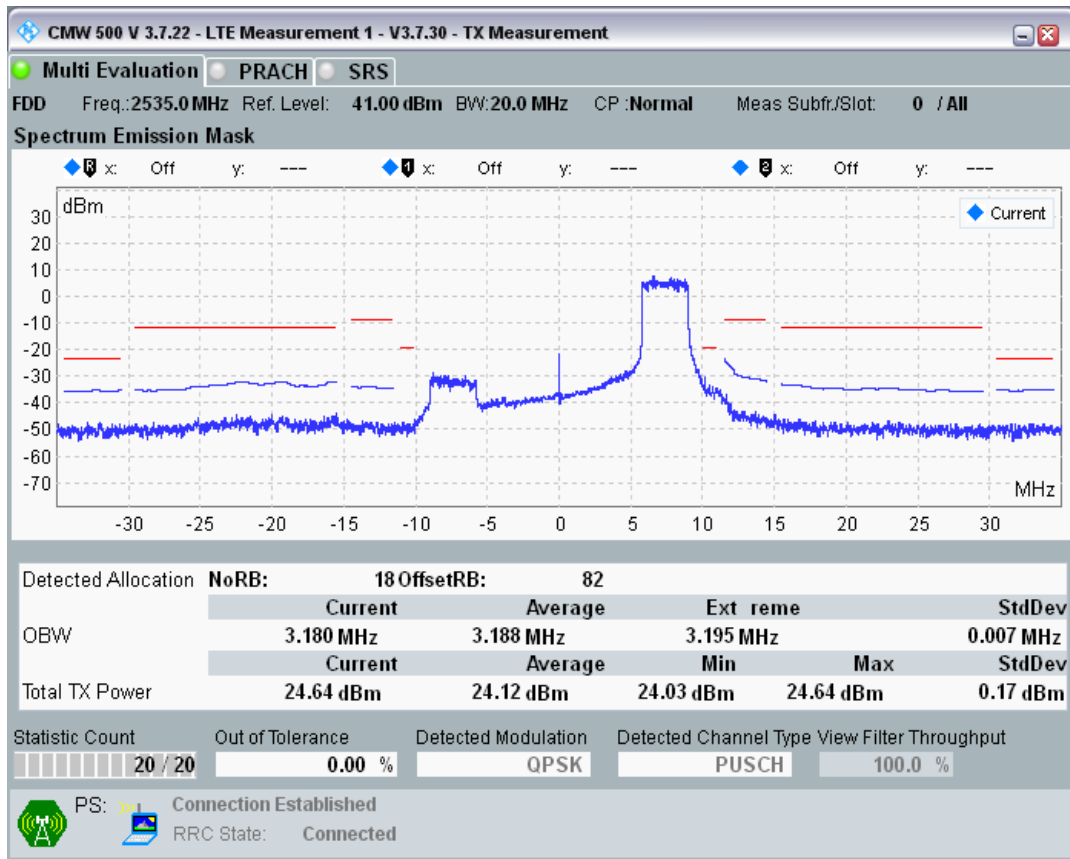 CMW 500 V 3.7.22 - LTE Measurement 1 - V3.7.30 - TX Measurement
Multi Evaluation PRACH SRS
FDD Freq.:2535.0 MHz Ref. Level: 41.00 dBm BW:20.0 MHz CP :Normal Meas Subfr./Slot: 0 / All
Spectrum Emission Mask
R x: Off y: --- 1 x: Off y: --- 2 x: Off y: ---
dBm
Current
30
20
10
0
-10
-20
-30
-40
-50
-60
-70
MHz
-30 -25 -20 -15 -10 -5 0 5 10 15 20 25 30
Detected Allocation NoRB: 18 OffsetRB: 82
Current Average Ext reme StdDev
OBW 3.180 MHz 3.188 MHz 3.195 MHz 0.007 MHz
Current Average Min Max StdDev
Total TX Power 24.64 dBm 24.12 dBm 24.03 dBm 24.64 dBm 0.17 dBm
Statistic Count Out of Tolerance Detected Modulation Detected Channel Type View Filter Throughput
20 / 20 0.00 % QPSK PUSCH 100.0 %
PS: Connection Established
RRC State: Connected